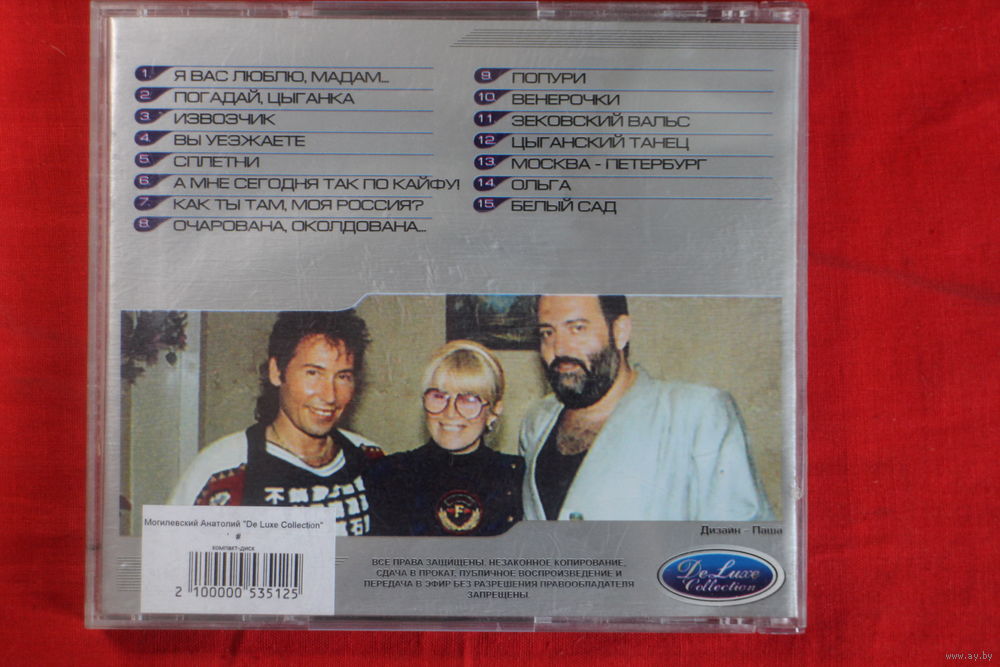 1. Я ВАС ЛЮБЛЮ, МАДАМ...
2. ПОГАДАЙ, ЦЫГАНКА
3. ИЗВОЗЧИК
4. ВЫ УЕЗЖАЕТЕ
5. СПЛЕТНИ
6. А МНЕ СЕГОДНЯ ТАК ПО КАЙФУ!
7. КАК ТЫ ТАМ, МОЯ РОССИЯ?
8. ОЧАРОВАНА, ОКОЛДОВАНА...
9. ПОПУРИ
10. ВЕНЕРОЧКИ
11. ЗЕКОВСКИЙ ВАЛЬС
12. ЦЫГАНСКИЙ ТАНЕЦ
13. МОСКВА - ПЕТЕРБУРГ
14. ОЛЬГА
15. БЕЛЫЙ САД
F
Дизайн - Паша
Могилевский Анатолий "De Luxe Collection"
' #
компакт-диск
2 100000 535125
ВСЕ ПРАВА ЗАЩИЩЕНЫ. НЕЗАКОННОЕ КОПИРОВАНИЕ,
СДАЧА В ПРОКАТ, ПУБЛИЧНОЕ ВОСПРОИЗВЕДЕНИЕ И
ПЕРЕДАЧА В ЭФИР БЕЗ РАЗРЕШЕНИЯ ПРАВООБЛАДАТЕЛЯ
ЗАПРЕЩЕНЫ.
De Luxe
Collection
www.ay.by